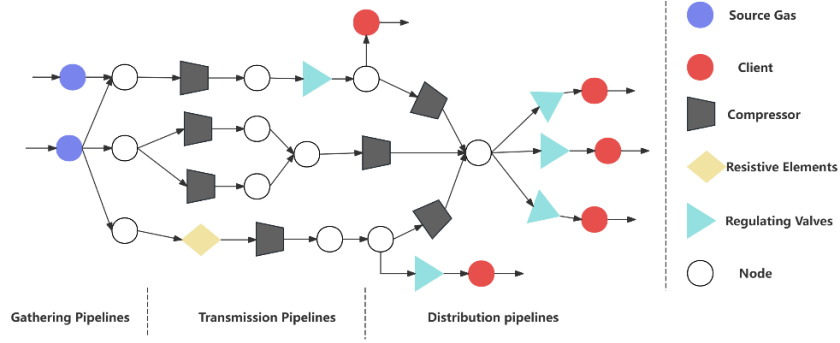 Source Gas
Client
Compressor
Resistive Elements
Regulating Valves
Node
Gathering Pipelines
Transmission Pipelines
Distribution pipelines